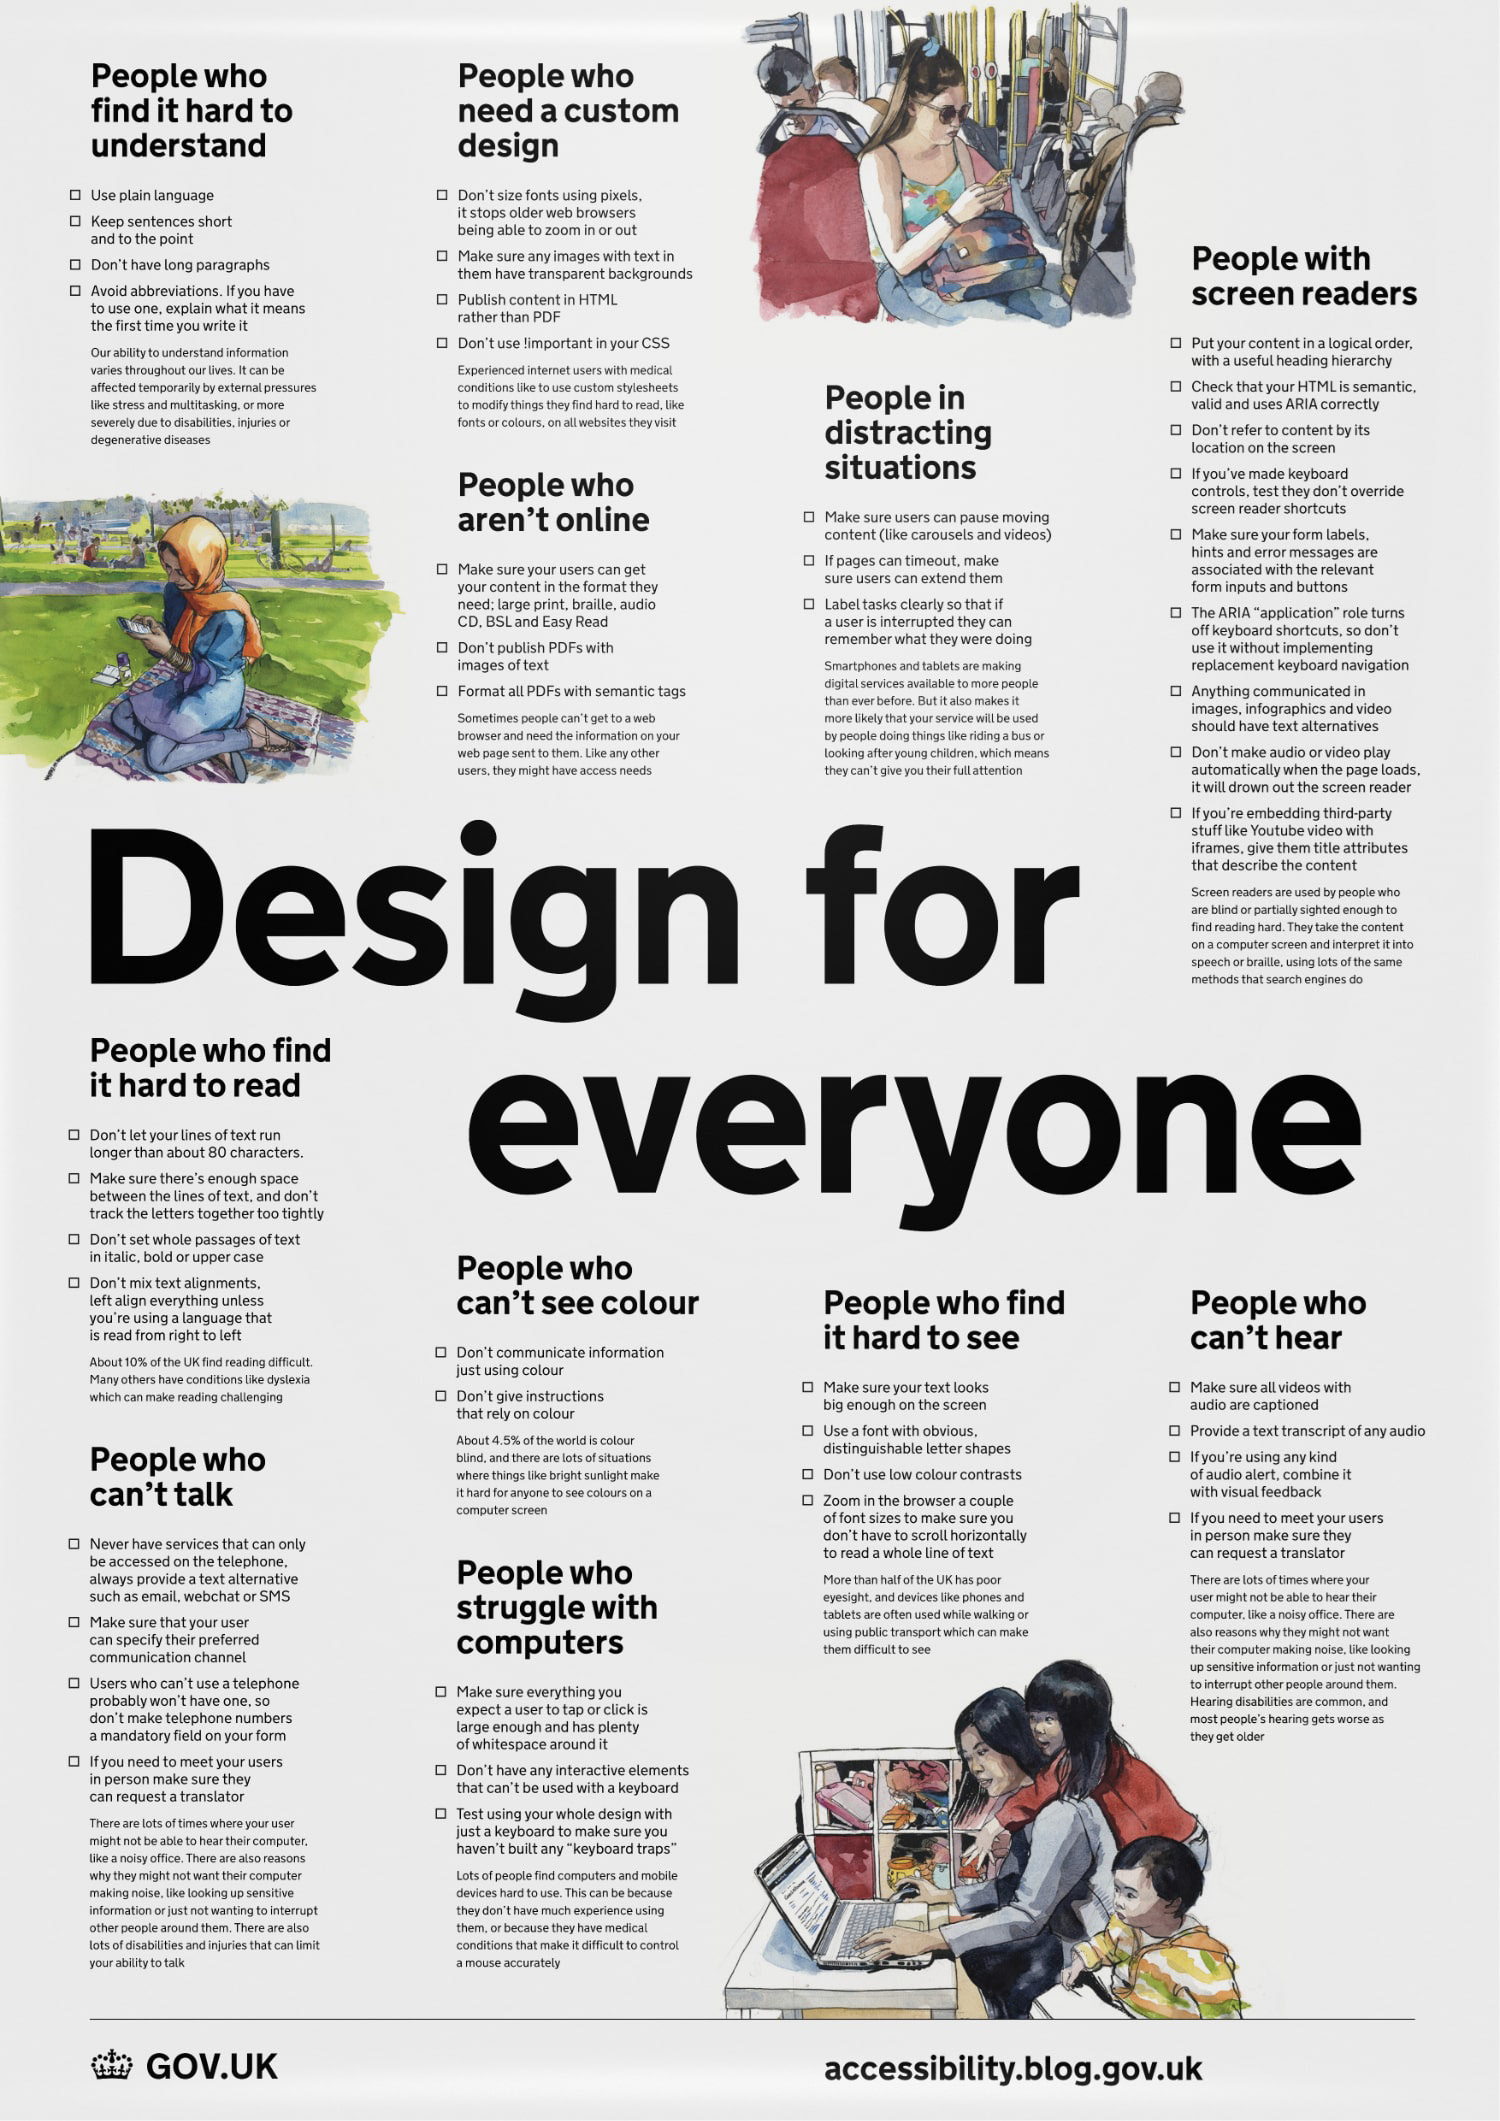 People who
find it hard to
understand
Use plain language
Keep sentences short
and to the point
Don't have long paragraphs
Avoid abbreviations. If you have
to use one, explain what it means
the first time you write it
Our ability to understand information
varies throughout our lives. It can be
affected temporarily by external pressures
like stress and multitasking, or more
severely due to disabilities, injuries or
degenerative diseases
People who
need a custom
design
Don't size fonts using pixels,
it stops older web browsers
being able to zoom in or out
Make sure any images with text in
them have transparent backgrounds
Publish content in HTML
rather than PDF
Don't use !important in your CSS
Experienced internet users with medical
conditions like to use custom stylesheets
to modify things they find hard to read, like
fonts or colours, on all websites they visit
People who
aren't online
Make sure your users can get
your content in the format they
need; large print, braille, audio
CD, BSL and Easy Read
Don't publish PDFs with
images of text
Format all PDFs with semantic tags
Sometimes people can't get to a web
browser and need the information on your
web page sent to them. Like any other
users, they might have access needs
People in
distracting
situations
Make sure users can pause moving
content (like carousels and videos)
If pages can timeout, make
sure users can extend them
Label tasks clearly so that if
a user is interrupted they can
remember what they were doing
Smartphones and tablets are making
digital services available to more people
than ever before. But it also makes it
more likely that your service will be used
by people doing things like riding a bus or
looking after young children, which means
they can't give you their full attention
People with
screen readers
Put your content in a logical order,
with a useful heading hierarchy
Check that your HTML is semantic,
valid and uses ARIA correctly
Don't refer to content by its
location on the screen
If you've made keyboard
controls, test they don't override
screen reader shortcuts
Make sure your form labels,
hints and error messages are
associated with the relevant
form inputs and buttons
The ARIA “application” role turns
off keyboard shortcuts, so don't
use it without implementing
replacement keyboard navigation
Anything communicated in
images, infographics and video
should have text alternatives
Don't make audio or video play
automatically when the page loads,
it will drown out the screen reader
If you're embedding third-party
stuff like Youtube video with
iframes, give them title attributes
that describe the content
Screen readers are used by people who
are blind or partially sighted enough to
find reading hard. They take the content
on a computer screen and interpret it into
speech or braille, using lots of the same
methods that search engines do
Design for
everyone
People who find
it hard to read
Don't let your lines of text run
longer than about 80 characters.
Make sure there's enough space
between the lines of text, and don't
track the letters together too tightly
Don't set whole passages of text
in italic, bold or upper case
Don't mix text alignments,
left align everything unless
you're using a language that
is read from right to left
About 10% of the UK find reading difficult.
Many others have conditions like dyslexia
which can make reading challenging
People who
can't talk
Never have services that can only
be accessed on the telephone,
always provide a text alternative
such as email, webchat or SMS
Make sure that your user
can specify their preferred
communication channel
Users who can't use a telephone
probably won't have one, so
don't make telephone numbers
a mandatory field on your form
If you need to meet your users
in person make sure they
can request a translator
There are lots of times where your user
might not be able to hear their computer,
like a noisy office. There are also reasons
why they might not want their computer
making noise, like looking up sensitive
information or just not wanting to interrupt
other people around them. There are also
lots of disabilities and injuries that can limit
your ability to talk
People who
can't see colour
Don't communicate information
just using colour
Don't give instructions
that rely on colour
About 4.5% of the world is colour
blind, and there are lots of situations
where things like bright sunlight make
it hard for anyone to see colours on a
computer screen
People who
struggle with
computers
Make sure everything you
expect a user to tap or click is
large enough and has plenty
of whitespace around it
Don't have any interactive elements
that can't be used with a keyboard
Test using your whole design with
just a keyboard to make sure you
haven't built any “keyboard traps”
Lots of people find computers and mobile
devices hard to use. This can be because
they don't have much experience using
them, or because they have medical
conditions that make it difficult to control
a mouse accurately
People who find
it hard to see
Make sure your text looks
big enough on the screen
Use a font with obvious,
distinguishable letter shapes
Don't use low colour contrasts
Zoom in the browser a couple
of font sizes to make sure you
don't have to scroll horizontally
to read a whole line of text
More than half of the UK has poor
eyesight, and devices like phones and
tablets are often used while walking or
using public transport which can make
them difficult to see
People who
can't hear
Make sure all videos with
audio are captioned
Provide a text transcript of any audio
If you're using any kind
of audio alert, combine it
with visual feedback
If you need to meet your users
in person make sure they
can request a translator
There are lots of times where your
user might not be able to hear their
computer, like a noisy office. There are
also reasons why they might not want
their computer making noise, like looking
up sensitive information or just not wanting
to interrupt other people around them.
Hearing disabilities are common, and
most people's hearing gets worse as
they get older
GOV.UK
accessibility.blog.gov.uk